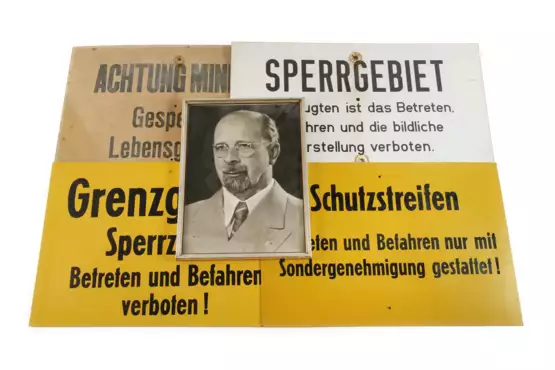 ACHTUNG MIN
Gespe
Lebensg
SPERRGEBIET
ugten ist das Betreten,
hren und die bildliche
rstellung verboten.
Grenzg
Sperrz
Betreten und Befahren
verboten!
Schutzstreifen
eten und Befahren nur mit
Sondergenehmigung gestattet!